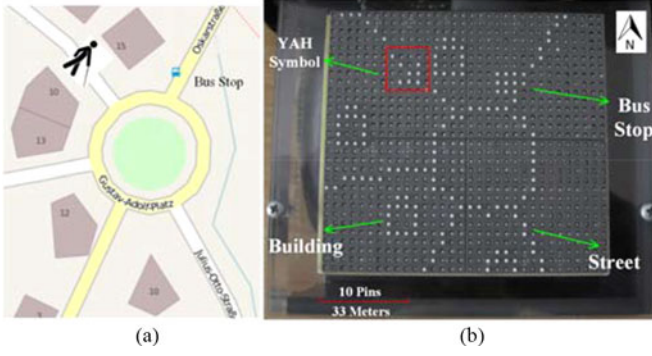 15
Oskarstraße
Bus Stop
10
13
Gustav-Adolf-Platz
12
Julius-Otto-Straße
10
3
(a)
YAH
Symbol
N
Bus
Stop
Building
Street
10 Pins
33 Meters
(b)